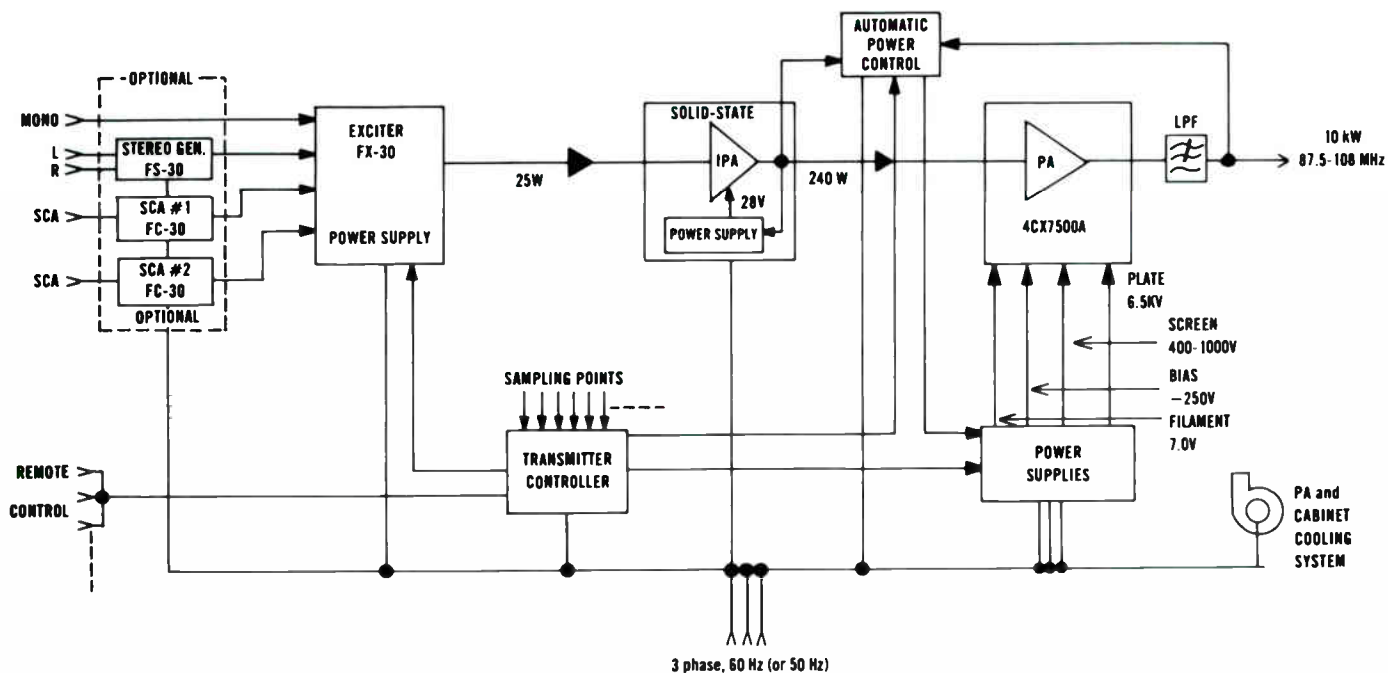 OPTIONAL
MONO
L
R
STEREO GEN.
FS-30
SCA
SCA #1
FC-30
SCA
SCA #2
FC-30
OPTIONAL
EXCITER
FX-30
POWER SUPPLY
25W
SOLID-STATE
IPA
28V
POWER SUPPLY
240 W
AUTOMATIC
POWER
CONTROL
PA
4CX7500A
LPF
10 kW
87.5-108 MHz
PLATE
6.5KV
SCREEN
400-1000V
BIAS
-250V
FILAMENT
7.0V
SAMPLING POINTS
TRANSMITTER
CONTROLLER
POWER
SUPPLIES
REMOTE
CONTROL
PA and
CABINET
COOLING
SYSTEM
3 phase, 60 Hz (or 50 Hz)